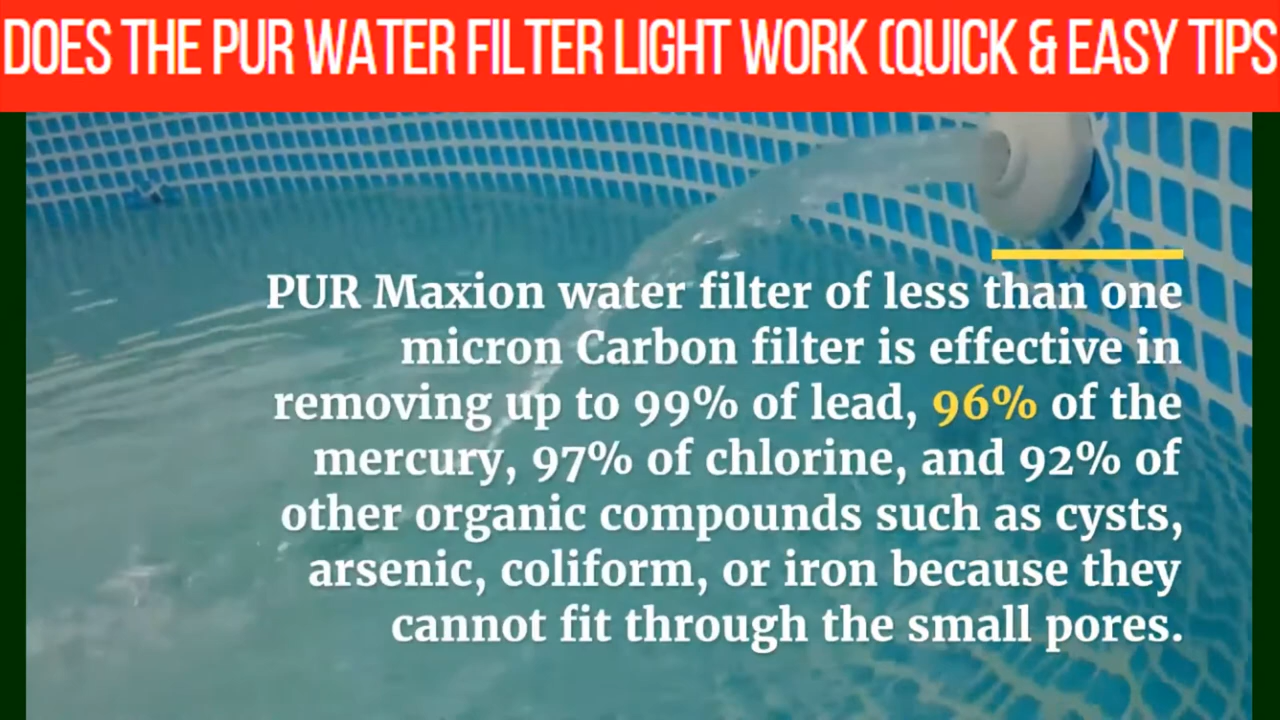 DOES THE PUR WATER FILTER LIGHT WORK (QUICK & EASY TIPS
PUR Maxion water filter of less than one
micron Carbon filter is effective in
removing up to 99% of lead, 96% of the
mercury, 97% of chlorine, and 92% of
other organic compounds such as cysts,
arsenic, coliform, or iron because they
cannot fit through the small pores.